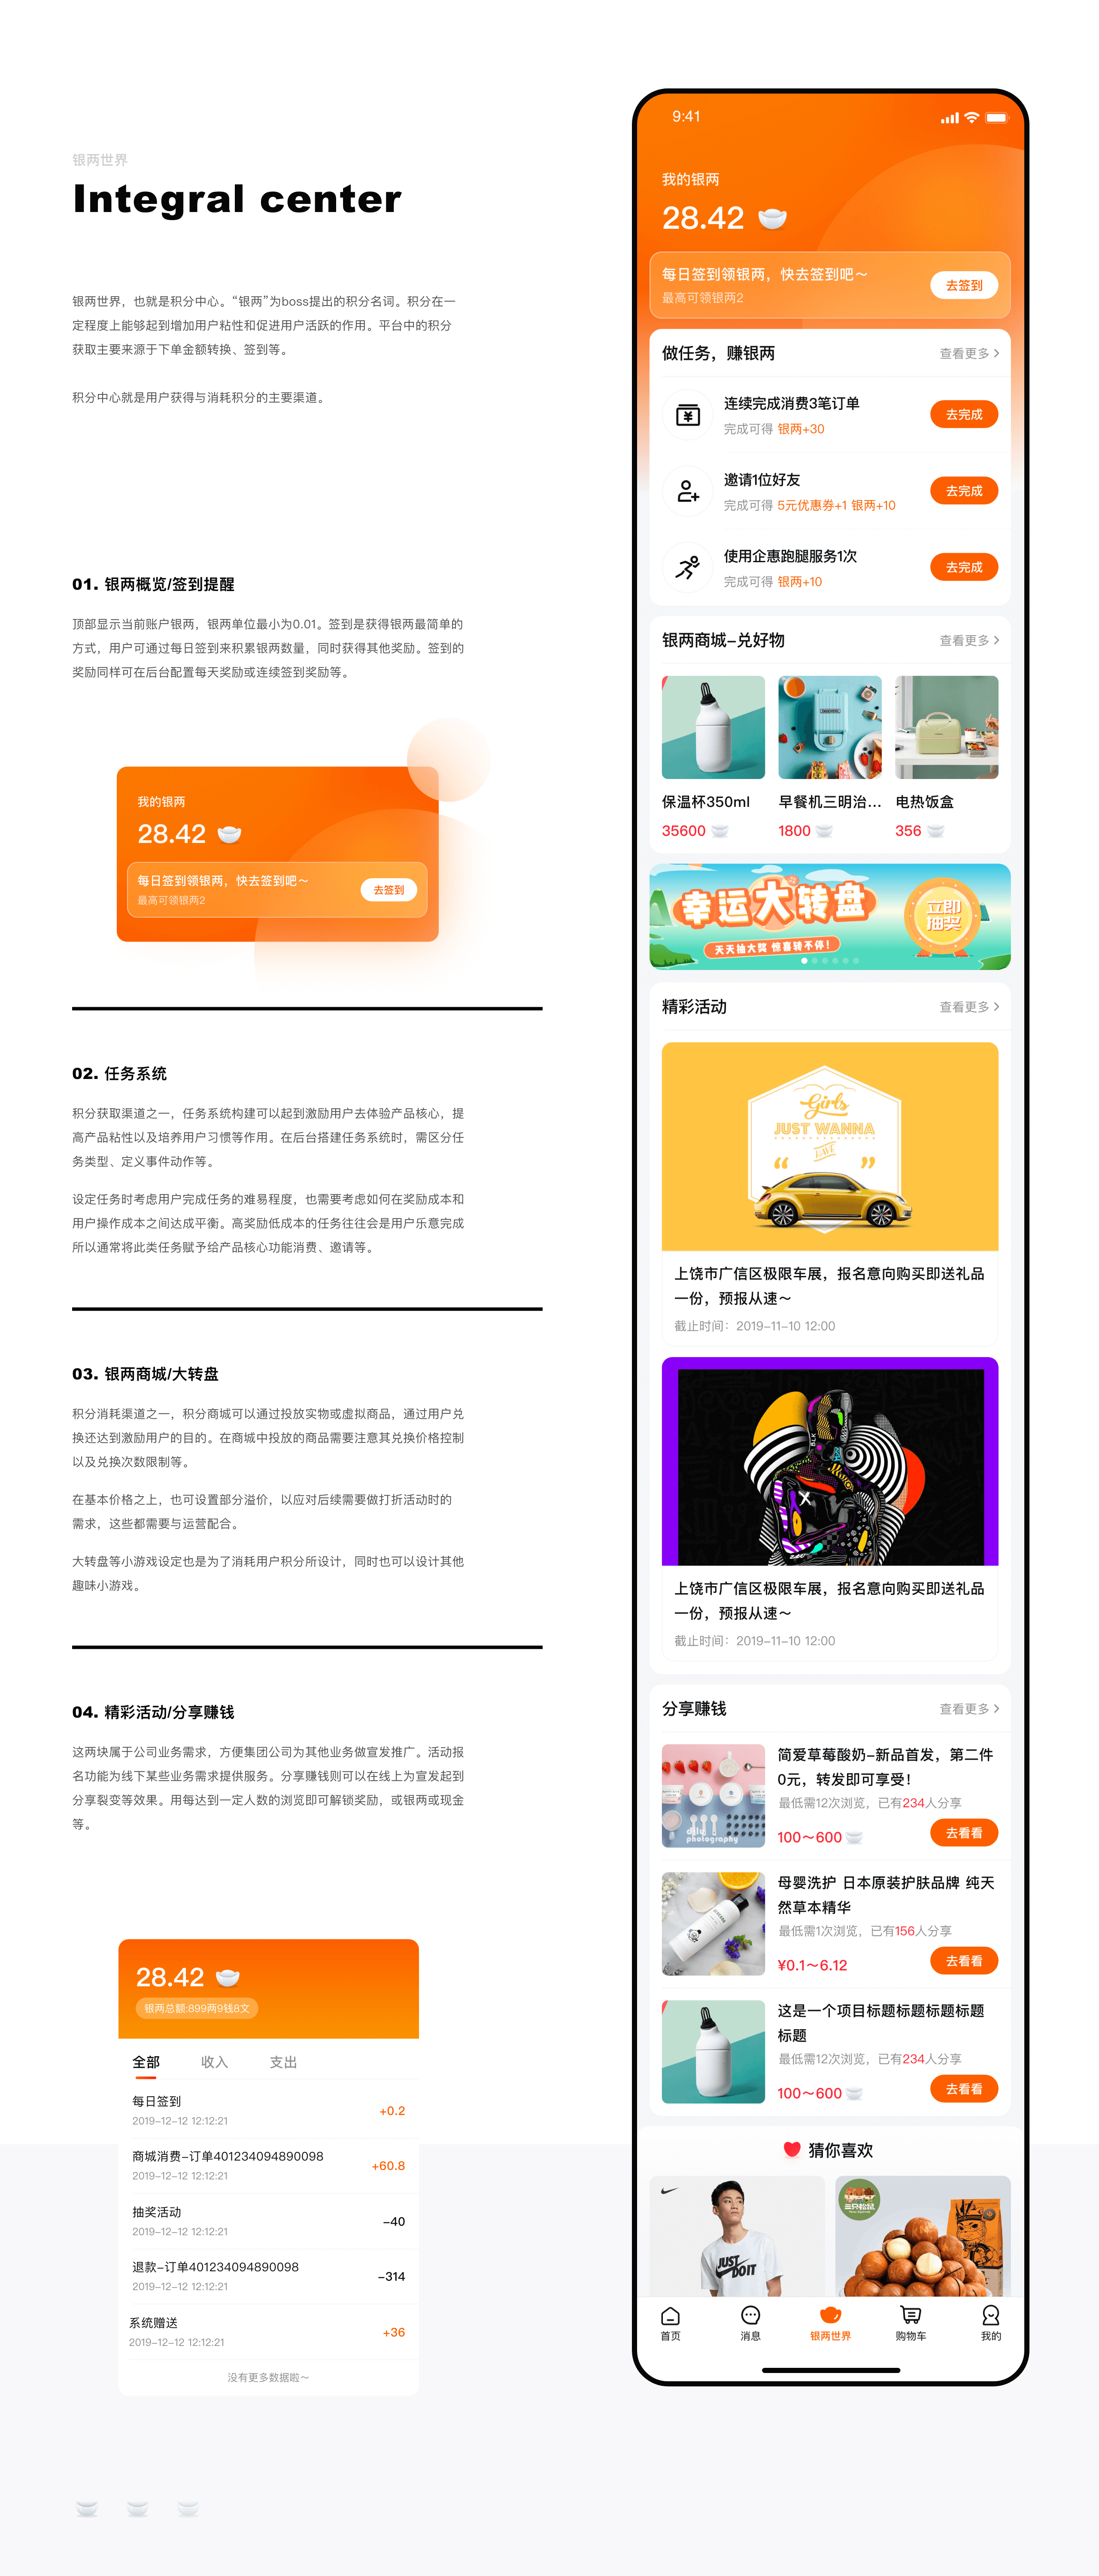 银两世界
Integral center
银两世界，也就是积分中心。“银两”为boss提出的积分名词。积分在一
定程度上能够起到增加用户粘性和促进用户活跃的作用。平台中的积分
获取主要来源于下单金额转换、签到等。
积分中心就是用户获得与消耗积分的主要渠道。
01. 银两概览/签到提醒
顶部显示当前账户银两，银两单位最小为0.01。签到是获得银两最简单的
方式，用户可通过每日签到来积累银两数量，同时获得其他奖励。签到的
奖励同样可在后台配置每天奖励或连续签到奖励等。
我的银两
28.42
每日签到领银两，快去签到吧～
最高可领银两2
去签到
02. 任务系统
积分获取渠道之一，任务系统构建可以起到激励用户去体验产品核心，提
高产品粘性以及培养用户习惯等作用。在后台搭建任务系统时，需区分任
务类型、定义事件动作等。
设定任务时考虑用户完成任务的难易程度，也需要考虑如何在奖励成本和
用户操作成本之间达成平衡。高奖励低成本的任务往往会是用户乐意完成
所以通常将此类任务赋予给产品核心功能消费、邀请等。
03. 银两商城/大转盘
积分消耗渠道之一，积分商城可以通过投放实物或虚拟商品，通过用户兑
换还达到激励用户的目的。在商城中投放的商品需要注意其兑换价格控制
以及兑换次数限制等。
在基本价格之上，也可设置部分溢价，以应对后续需要做打折活动时的
需求，这些都需要与运营配合。
大转盘等小游戏设定也是为了消耗用户积分所设计，同时也可以设计其他
趣味小游戏。
04. 精彩活动/分享赚钱
这两块属于公司业务需求，方便集团公司为其他业务做宣发推广。活动报
名功能为线下某些业务需求提供服务。分享赚钱则可以在线上为宣发起到
分享裂变等效果。用每达到一定人数的浏览即可解锁奖励，或银两或现金
等。
28.42
银两总额:899两9钱8文
全部 收入 支出
每日签到
2019-12-12 12:12:21
+0.2
商城消费-订单401234094890098
2019-12-12 12:12:21
+60.8
抽奖活动
2019-12-12 12:12:21
-40
退款-订单401234094890098
2019-12-12 12:12:21
-314
系统赠送
2019-12-12 12:12:21
+36
没有更多数据啦～
9:41
我的银两
28.42
每日签到领银两，快去签到吧～
最高可领银两2
去签到
做任务，赚银两
查看更多
连续完成消费3笔订单
完成可得 银两+30
去完成
邀请1位好友
完成可得 5元优惠券+1 银两+10
去完成
使用企惠跑腿服务1次
完成可得 银两+10
去完成
银两商城-兑好物
查看更多
保温杯350ml 早餐机三明治... 电热饭盒
35600 1800 356
幸运大转盘
天天抽大奖 惊喜转不停!
立即
抽奖
精彩活动
查看更多
Girls
JUST WANNA
HAVE
“ ”
上饶市广信区极限车展，报名意向购买即送礼品
一份，预报从速～
截止时间：2019-11-10 12:00
上饶市广信区极限车展，报名意向购买即送礼品
一份，预报从速～
截止时间：2019-11-10 12:00
分享赚钱
查看更多
简爱草莓酸奶-新品首发，第二件
0元，转发即可享受！
最低需12次浏览，已有234人分享
100～600
去看看
photography
母婴洗护 日本原装护肤品牌 纯天
然草本精华
最低需1次浏览，已有156人分享
¥0.1～6.12
去看看
这是一个项目标题标题标题标题
标题
最低需12次浏览，已有234人分享
100～600
去看看
猜你喜欢
JUST
DO IT
三只松鼠
首页 消息 银两世界 购物车 我的